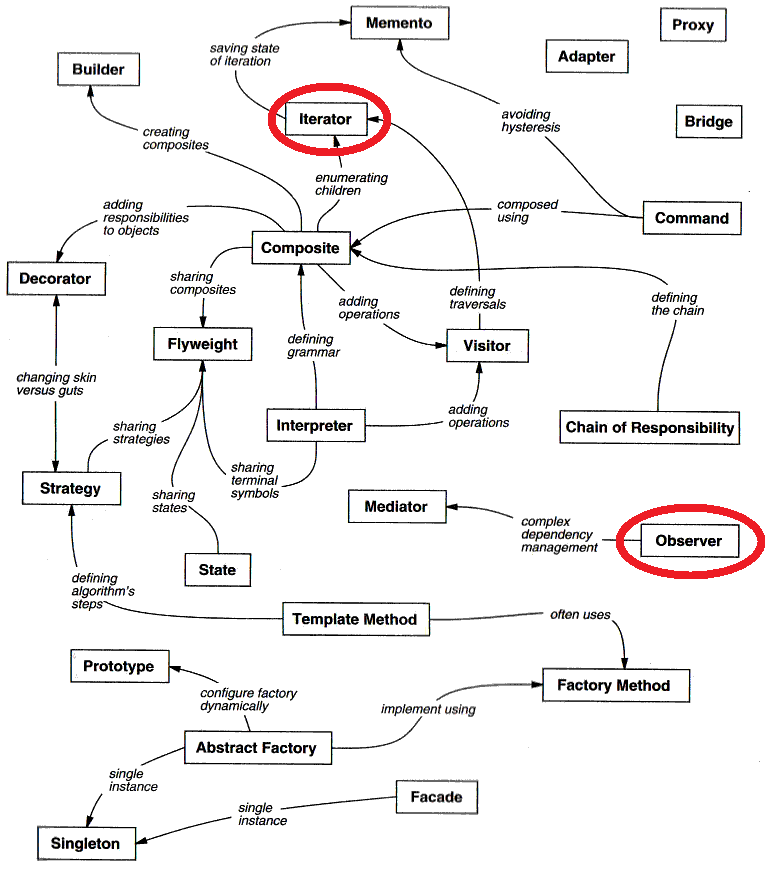 Memento
Proxy
saving state
of iteration
Adapter
Builder
Iterator
avoiding
hysteresis
Bridge
creating
composites
enumerating
children
adding
responsibilities
to objects
composed
using
Command
Composite
Decorator
sharing
composites
adding
operations
defining
traversals
defining
the chain
Flyweight
defining
grammar
Visitor
changing skin
versus guts
sharing
strategies
Interpreter
adding
operations
Chain of Responsibility
Strategy
sharing
terminal
symbols
sharing
states
Mediator
complex
dependency
management
Observer
State
defining
algorithm's
steps
Template Method
often uses
Prototype
configure factory
dynamically
Factory Method
implement using
Abstract Factory
single
instance
Facade
single
instance
Singleton